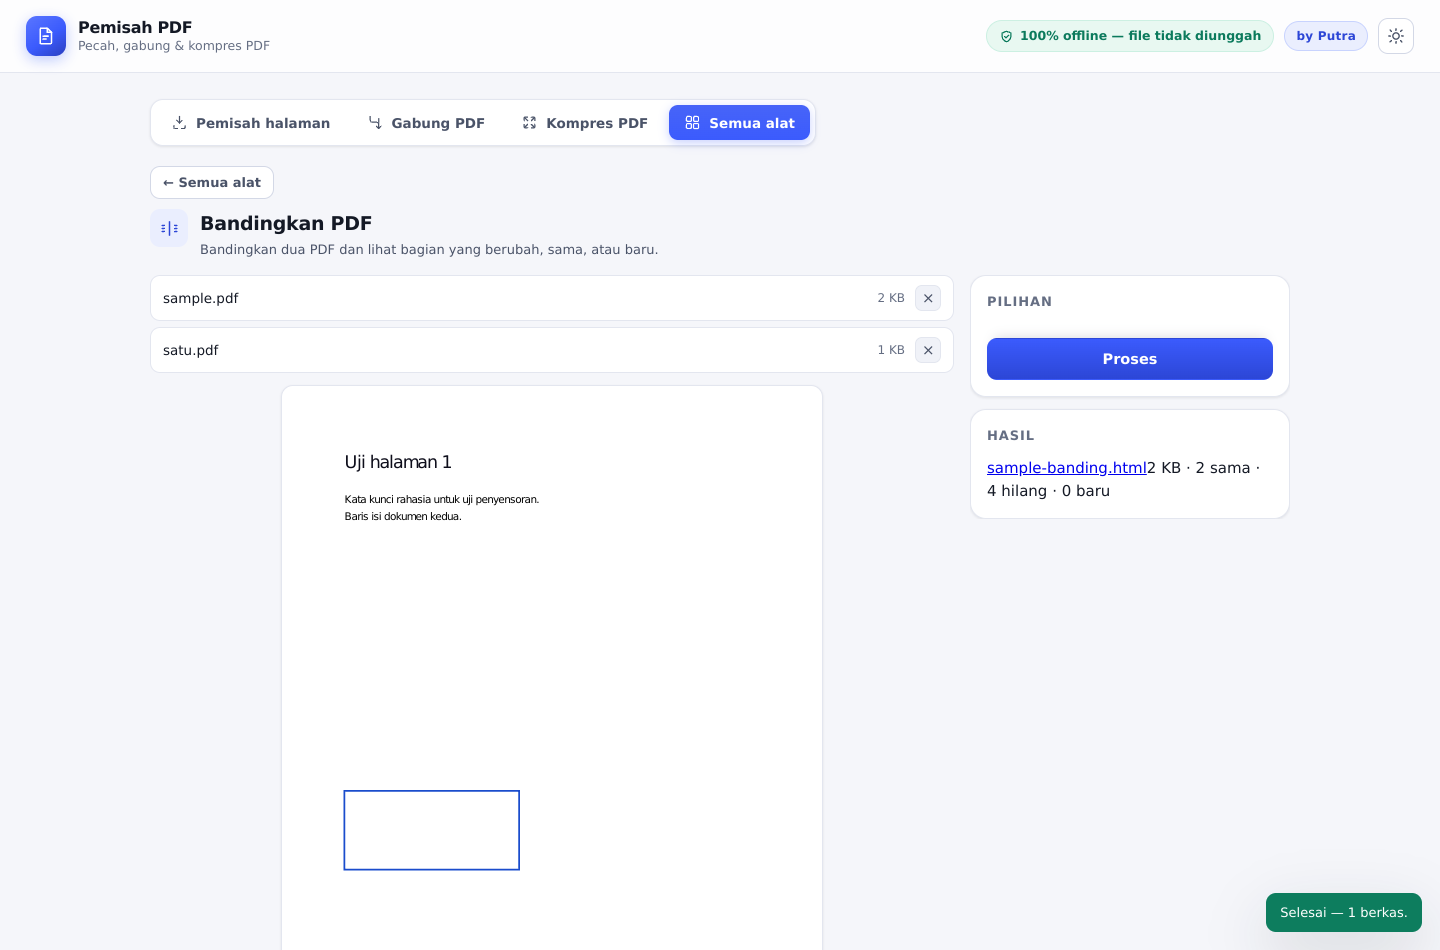 Pemisah PDF
Pecah, gabung & kompres PDF
100% offline — file tidak diunggah
by Putra
Pemisah halaman
Gabung PDF
Kompres PDF
Semua alat
← Semua alat
Bandingkan PDF
Bandingkan dua PDF dan lihat bagian yang berubah, sama, atau baru.
sample.pdf
2 KB
×
satu.pdf
1 KB
×
Uji halaman 1
Kata kunci rahasia untuk uji penyensoran.
Baris isi dokumen kedua.
PILIHAN
Proses
HASIL
sample-banding.html2 KB · 2 sama ·
4 hilang · 0 baru
Selesai — 1 berkas.